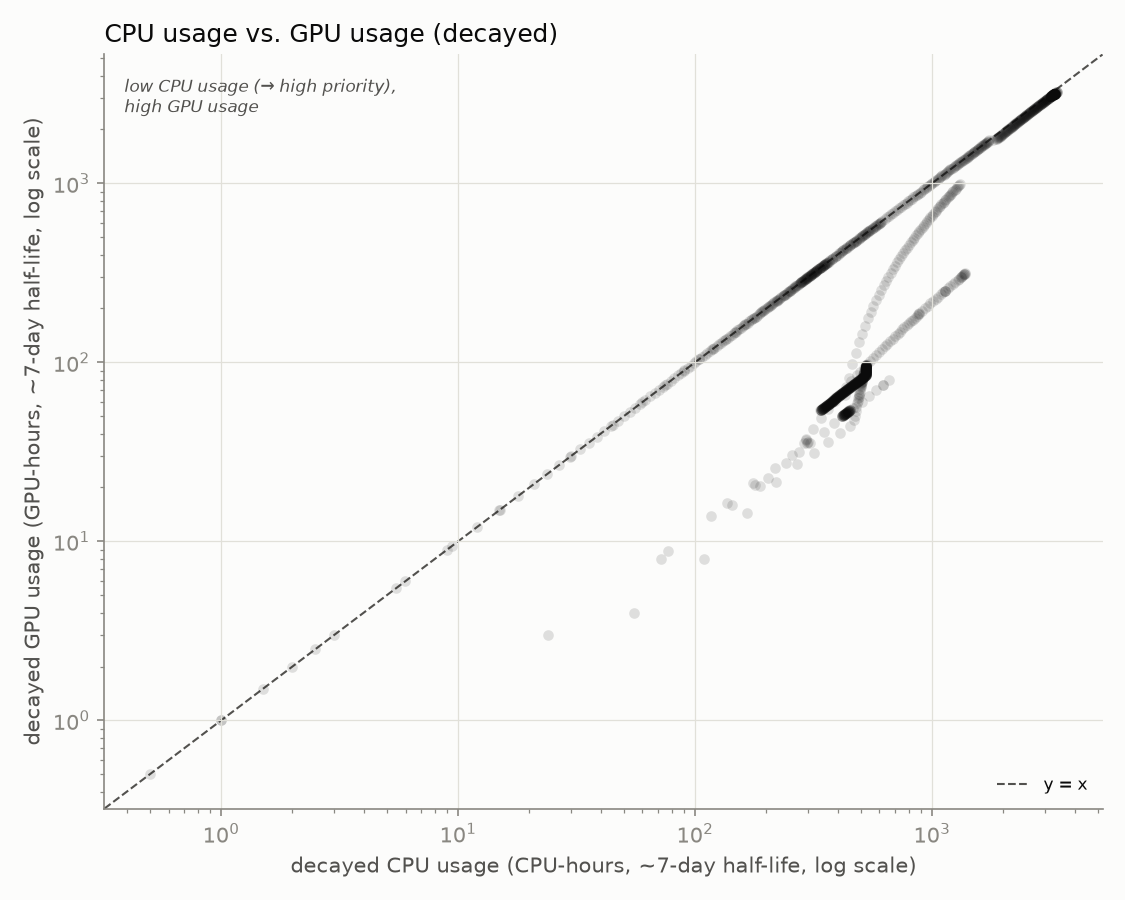 CPU usage vs. GPU usage (decayed)
low CPU usage (→ high priority),
high GPU usage
decayed GPU usage (GPU-hours, ~7-day half-life, log scale)
10³
10²
10¹
10⁰
y = x
10⁰ 10¹ 10² 10³
decayed CPU usage (CPU-hours, ~7-day half-life, log scale)